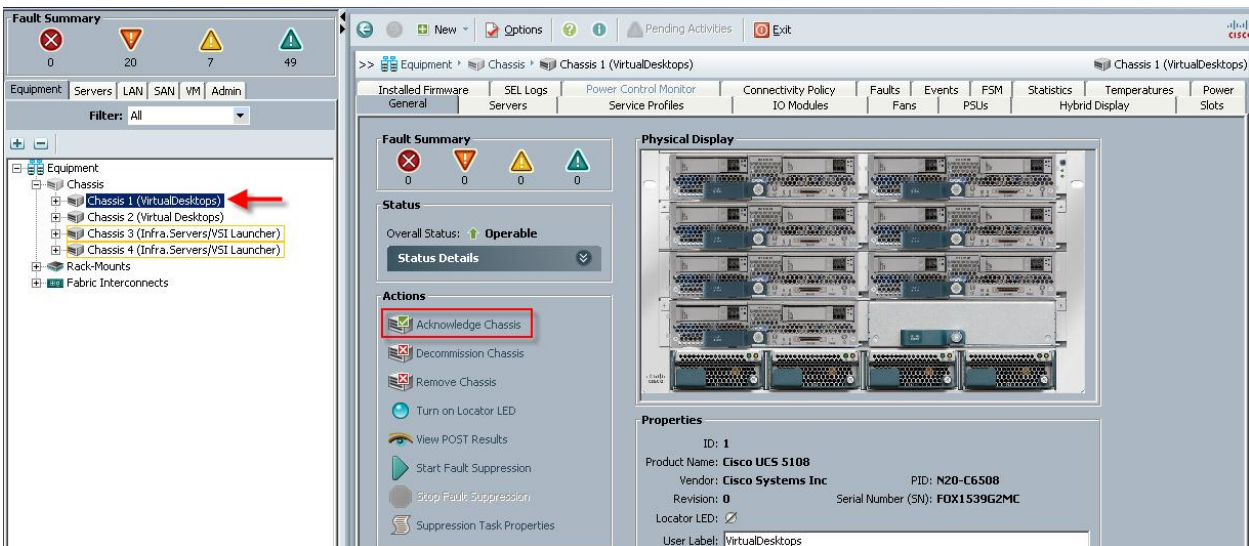 Fault Summary
0 20 7 49
Equipment Servers LAN SAN VM Admin
Filter: All
Equipment
Chassis
Chassis 1 (VirtualDesktops)
Chassis 2 (Virtual Desktops)
Chassis 3 (Infra.Servers/VSI Launcher)
Chassis 4 (Infra.Servers/VSI Launcher)
Rack-Mounts
Fabric Interconnects
New Options Pending Activities Exit
>> Equipment Chassis Chassis 1 (VirtualDesktops) Chassis 1 (VirtualDesktops)
Installed Firmware SEL Logs Power Control Monitor Connectivity Policy Faults Events FSM Statistics Temperatures Power
General Servers Service Profiles IO Modules Fans PSUs Hybrid Display Slots
Fault Summary
0 0 0 0
Status
Overall Status: Operable
Status Details
Actions
Acknowledge Chassis
Decommission Chassis
Remove Chassis
Turn on Locator LED
View POST Results
Start Fault Suppression
Stop Fault Suppression
Suppression Task Properties
Physical Display
Properties
ID: 1
Product Name: Cisco UCS 5108
Vendor: Cisco Systems Inc PID: N20-C6508
Revision: 0 Serial Number (SN): FOX1539G2MC
Locator LED:
User Label: VirtualDesktops